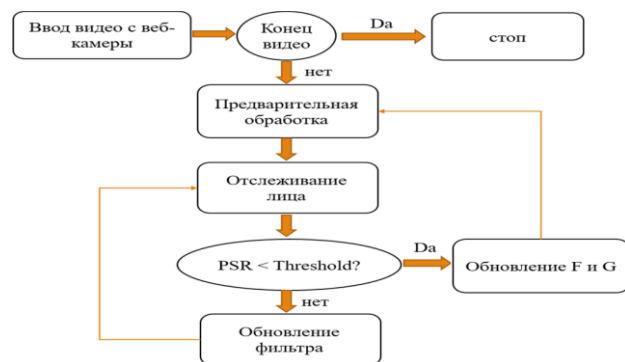 Ввод видео с веб-
камеры
Конец
видео
Da
стоп
нет
Предварительная
обработка
Отслеживание
лица
PSR < Threshold?
Da
Обновление F и G
нет
Обновление
фильтра